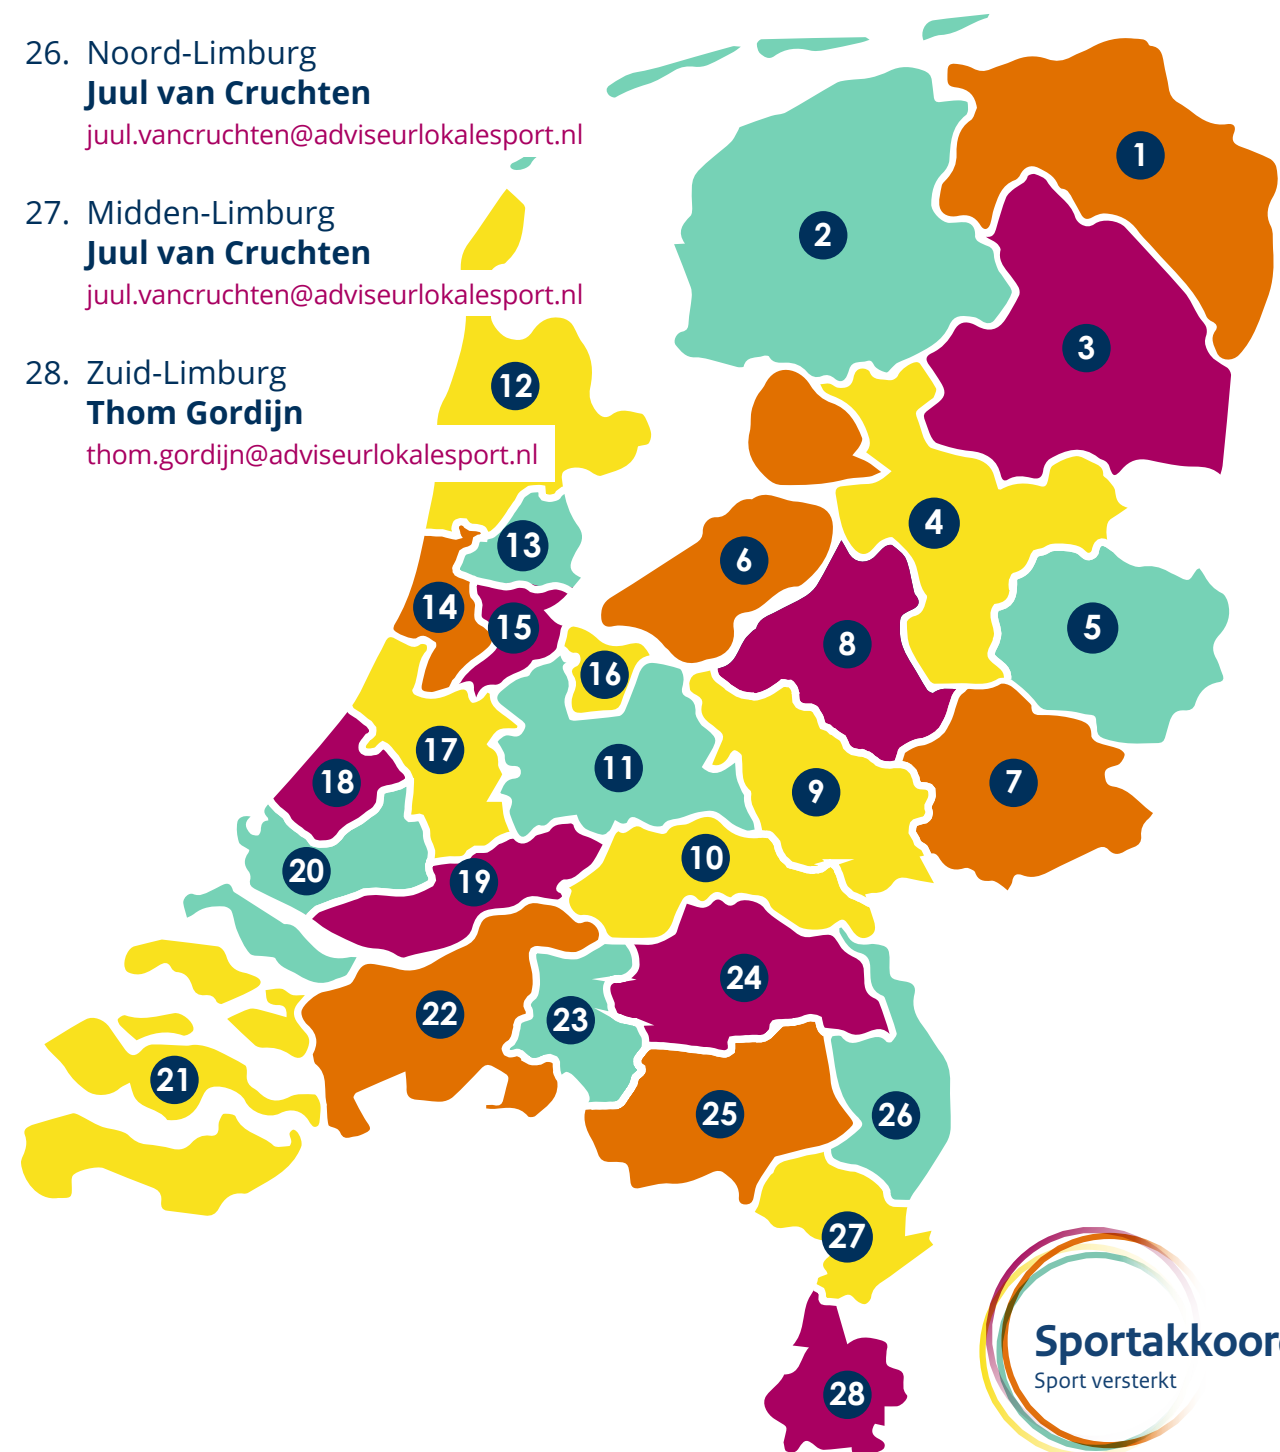 26. Noord-Limburg
Juul van Cruchten
juul.vancruchten@adviseurlokalesport.nl
27. Midden-Limburg
Juul van Cruchten
juul.vancruchten@adviseurlokalesport.nl
28. Zuid-Limburg
Thom Gordijn
thom.gordijn@adviseurlokalesport.nl
1
2
3
12
4
13
6
14
15
5
8
16
17
11
18
7
9
10
20
19
24
22
23
21
25
26
27
Sportakkoord
Sport versterkt
28